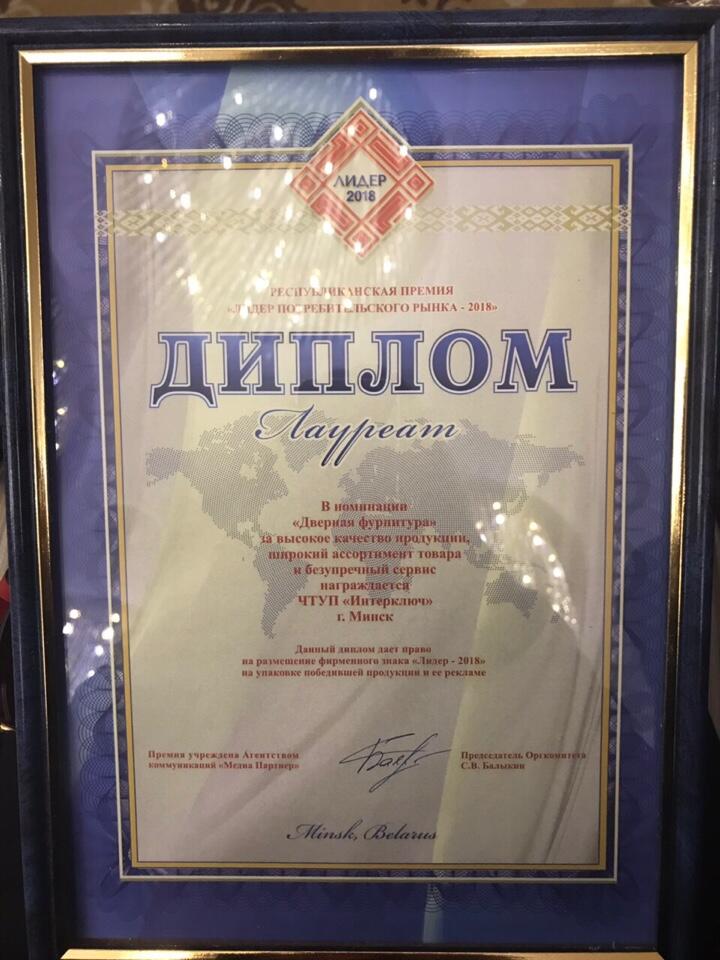 ЛИДЕР
2018
РЕСПУБЛИКАНСКАЯ ПРЕМИЯ
«ЛИДЕР ПОТРЕБИТЕЛЬСКОГО РЫНКА - 2018»
ДИПЛОМ
Лауреат
В номинации
«Дверная фурнитура»
за высокое качество продукции,
широкий ассортимент товара
и безупречный сервис
награждается
ЧТУП «Интерключ»
г. Минск
Данный диплом дает право
на размещение фирменного знака «Лидер - 2018»
на упаковке победившей продукции и ее рекламе
Премия учреждена Агентством
коммуникаций «Медиа Партнер»
Председатель Оргкомитета
С.В. Балыкин
Minsk, Belarus